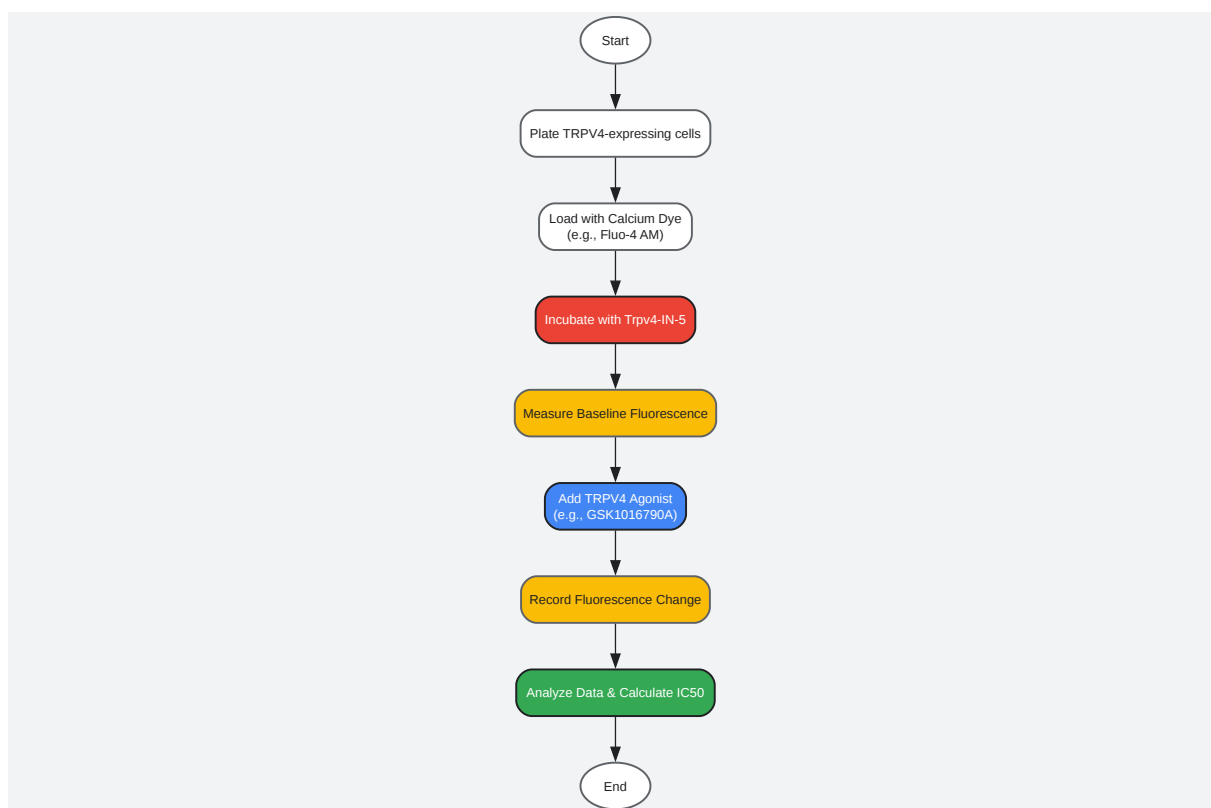 Start
Plate TRPV4-expressing cells
Load with Calcium Dye
(e.g., Fluo-4 AM)
Incubate with Trpv4-IN-5
Measure Baseline Fluorescence
Add TRPV4 Agonist
(e.g., GSK1016790A)
Record Fluorescence Change
Analyze Data & Calculate IC50
End